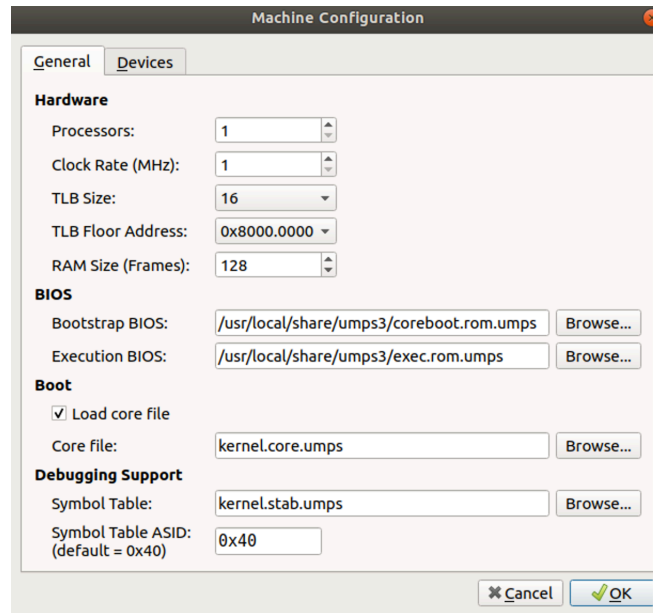 Machine Configuration
General Devices
Hardware
Processors: 1
Clock Rate (MHz): 1
TLB Size: 16
TLB Floor Address: 0x8000.0000
RAM Size (Frames): 128
BIOS
Bootstrap BIOS: /usr/local/share/umps3/coreboot.rom.umps Browse...
Execution BIOS: /usr/local/share/umps3/exec.rom.umps Browse...
Boot
Load core file
Core file: kernel.core.umps Browse...
Debugging Support
Symbol Table: kernel.stab.umps Browse...
Symbol Table ASID: 0x40
(default = 0x40)
Cancel OK